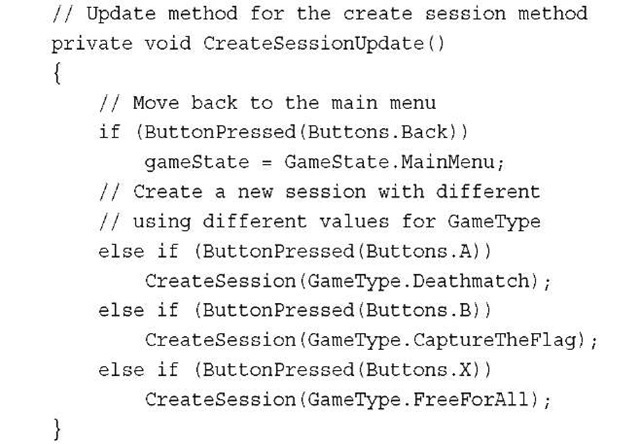 // Update method for the create session method
private void CreateSessionUpdate()
{
    // Move back to the main menu
    if (ButtonPressed(Buttons.Back))
        gameState = GameState.MainMenu;
    // Create a new session with different
    // using different values for GameType
    else if (ButtonPressed(Buttons.A))
        CreateSession(GameType.Deathmatch);
    else if (ButtonPressed(Buttons.B))
        CreateSession(GameType.CaptureTheFlag);
    else if (ButtonPressed(Buttons.X))
        CreateSession(GameType.FreeForAll);
}